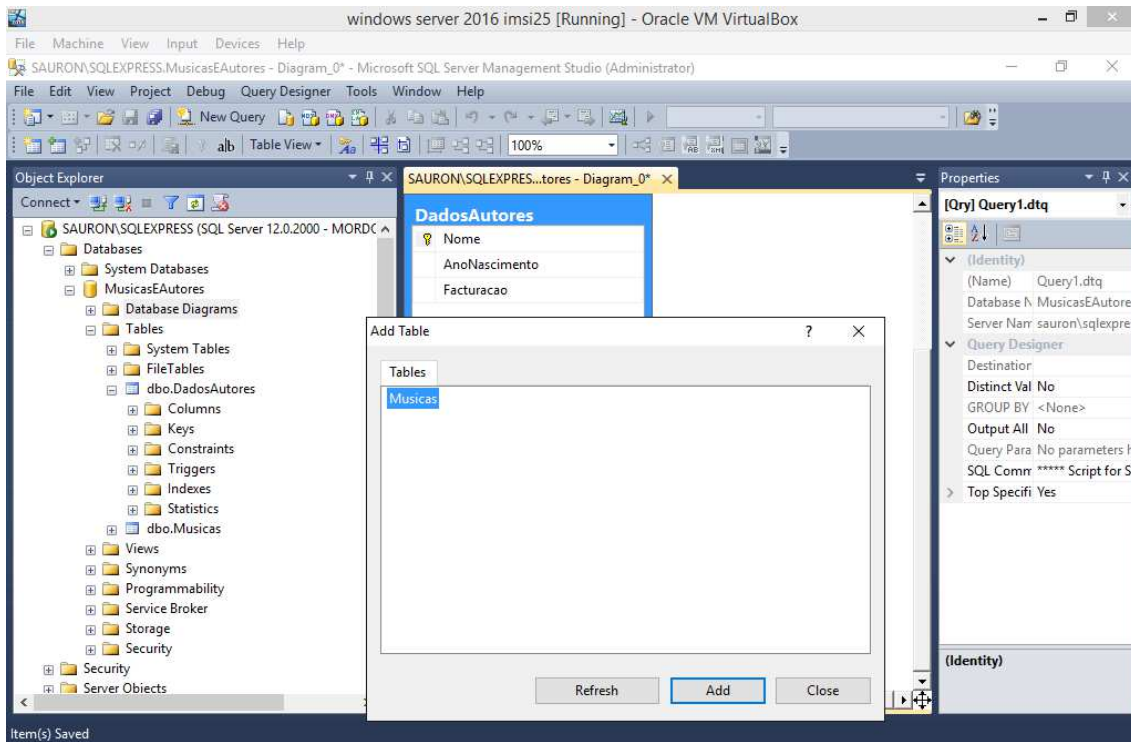 windows server 2016 imsi25 [Running] - Oracle VM VirtualBox
File Machine View Input Devices Help
SAURON\SQLEXPRESS.MusicasEAutores - Diagram_0* - Microsoft SQL Server Management Studio (Administrator)
File Edit View Project Debug Query Designer Tools Window Help
New Query
alb Table View 100%
Object Explorer
Connect
SAURON\SQLEXPRESS (SQL Server 12.0.2000 - MORDC
Databases
System Databases
MusicasEAutores
Database Diagrams
Tables
System Tables
FileTables
dbo.DadosAutores
Columns
Keys
Constraints
Triggers
Indexes
Statistics
dbo.Musicas
Views
Synonyms
Programmability
Service Broker
Storage
Security
Security
Server Objects
SAURON\SQLEXPRES...tores - Diagram_0*
DadosAutores
Nome
AnoNascimento
Facturacao
Add Table
Tables
Musicas
Refresh Add Close
Properties
[Qry] Query1.dtq
(Identity)
(Name) Query1.dtq
Database N MusicasEAutore
Server Nam sauron\sqlexpre
Query Designer
Destination
Distinct Val No
GROUP BY <None>
Output All No
Query Para No parameters h
SQL Comm ***** Script for S
Top Specifi Yes
(Identity)
Item(s) Saved